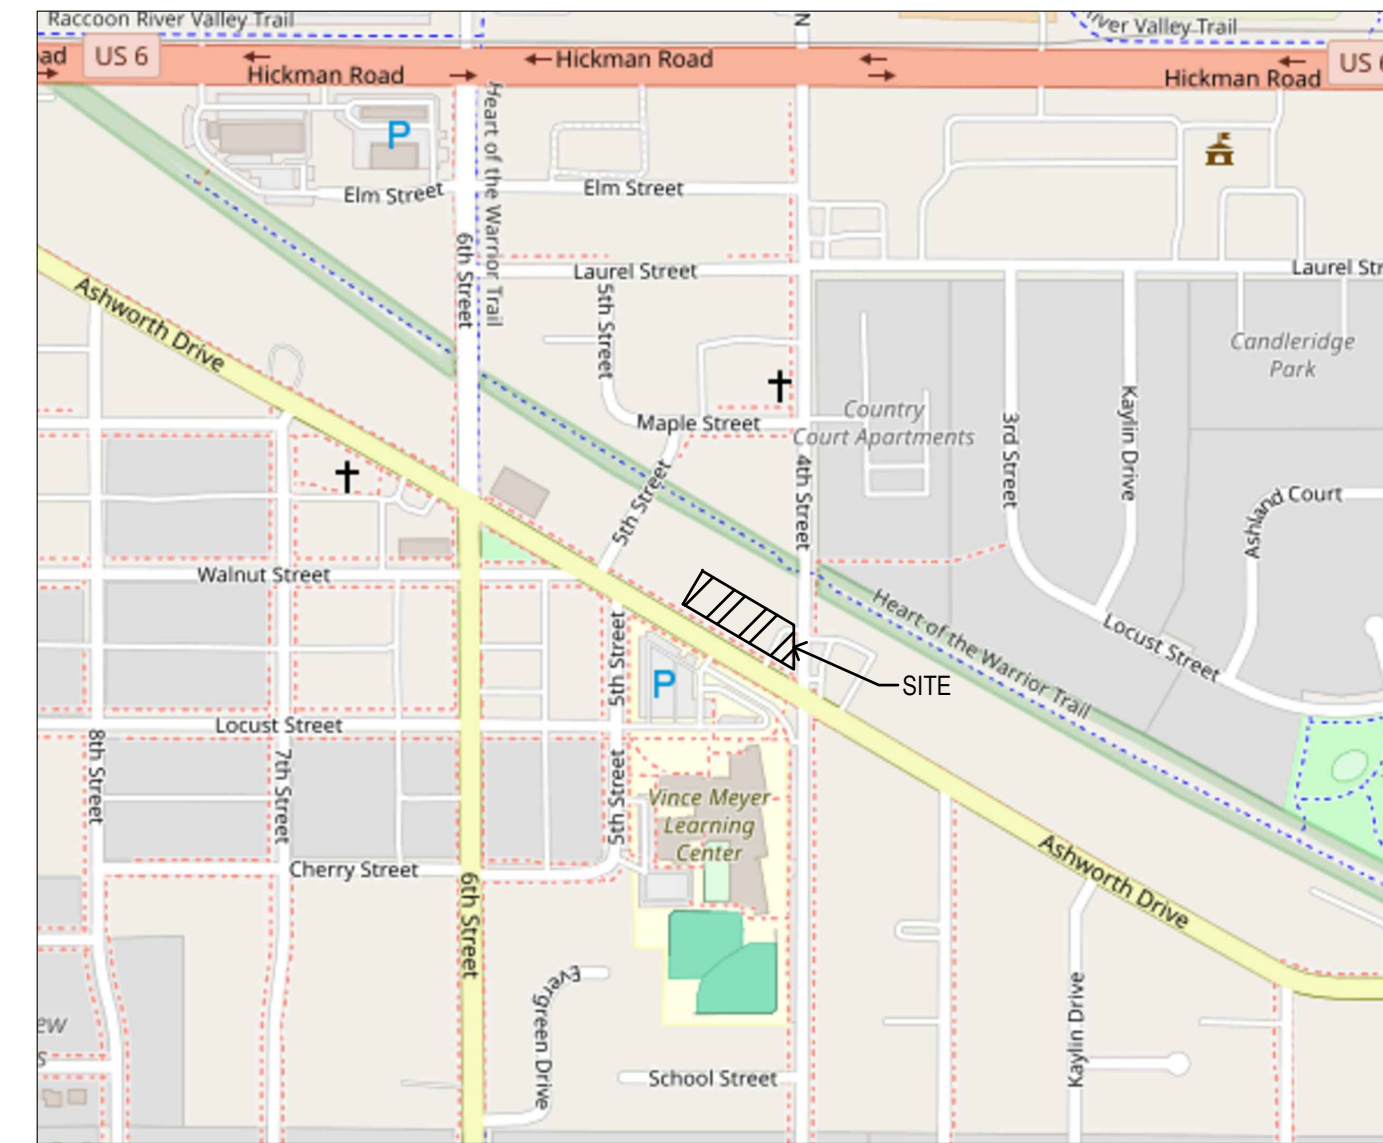 Raccoon River Valley Trail
N
River Valley Trail
ad
US 6
Hickman Road
Hickman Road
Hickman Road
US 6
P
Elm Street
Elm Street
Heart of the Warrior Trail
6th Street
Laurel Street
Laurel Str
5th Street
Ashworth Drive
Candleridge
Park
Kaylin Drive
3rd Street
Country
Court Apartments
Maple Street
4th Street
5th Street
Ashland Court
Walnut Street
Heart of the Warrior Trail
Locust Street
5th Street
P
SITE
Locust Street
8th Street
7th Street
5th Street
Vince Meyer
Learning
Center
Ashworth Drive
Cherry Street
6th Street
Evergreen Drive
Kaylin Drive
ew
s
School Street